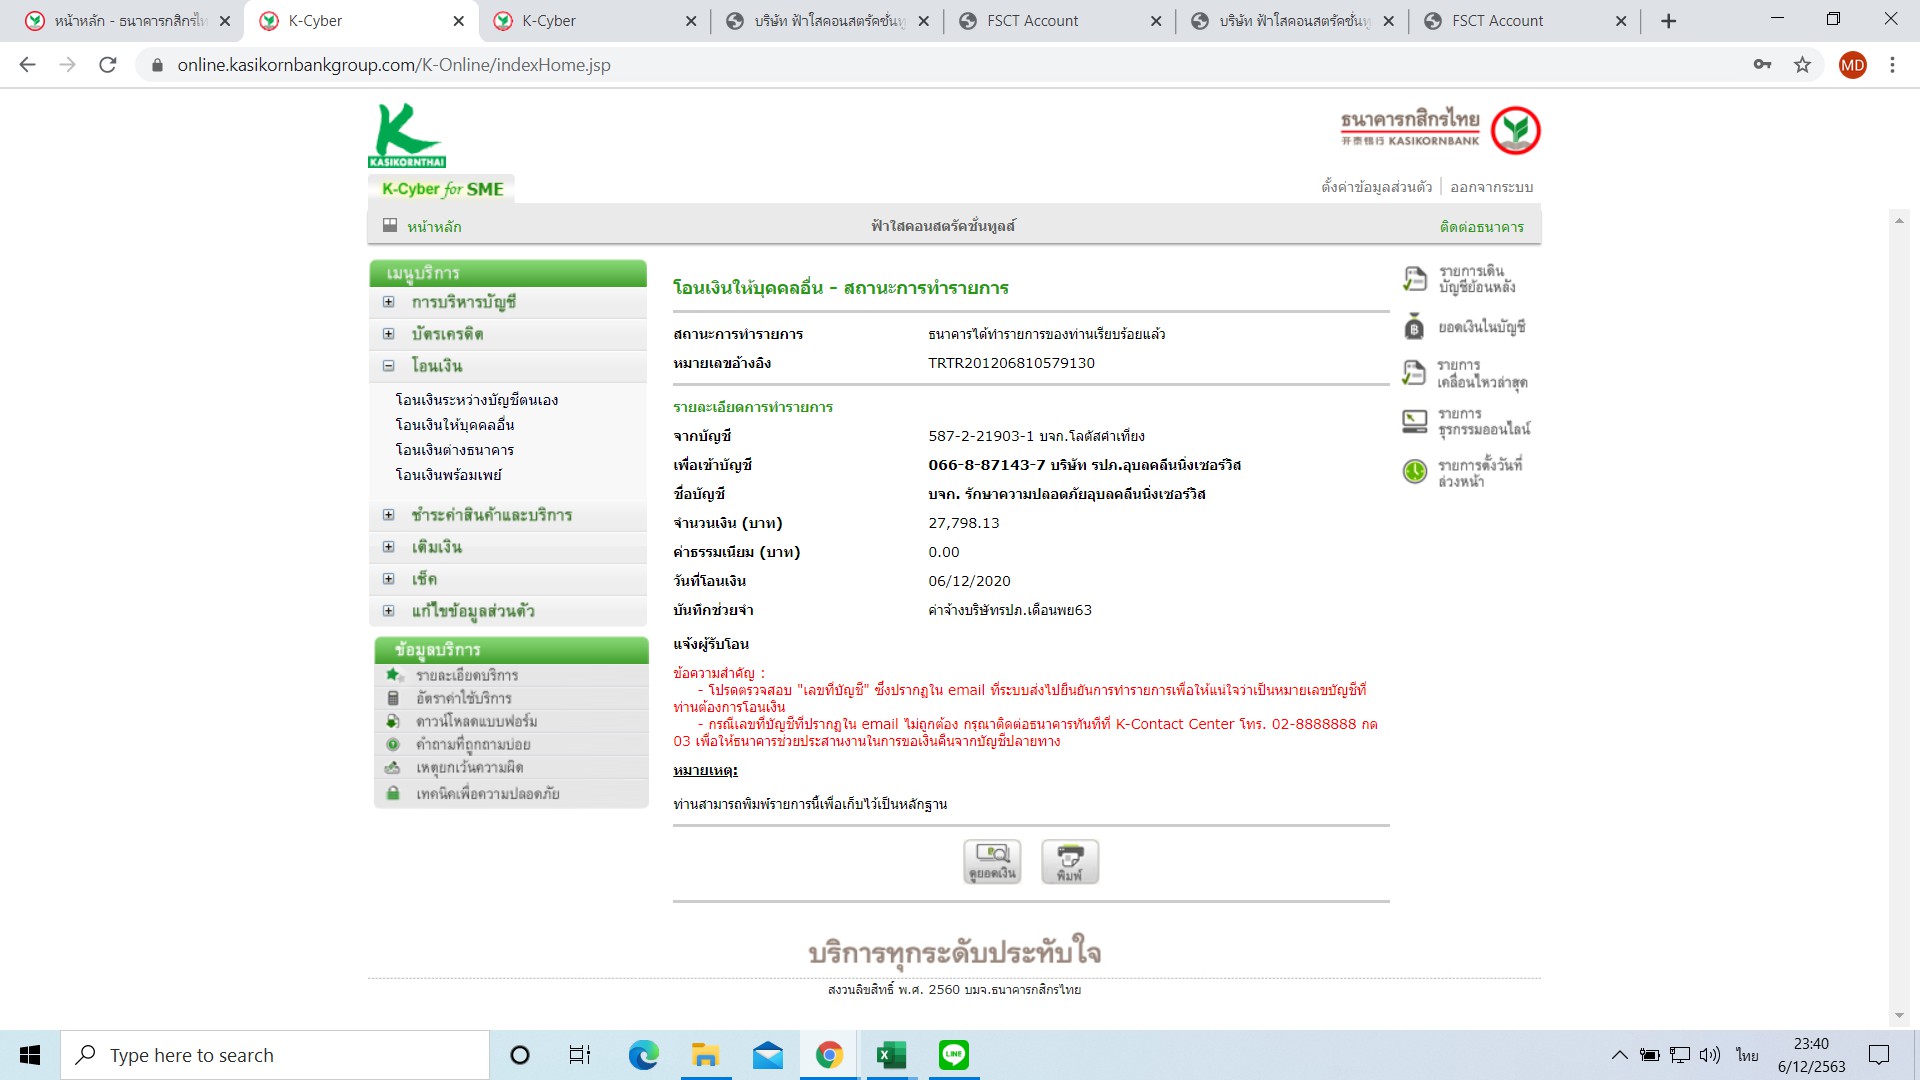 หน้าหลัก - ธนาคารกสิกรไท
K-Cyber
K-Cyber
บริษัท ฟ้าใสคอนสตรัคชั่นทู
FSCT Account
บริษัท ฟ้าใสคอนสตรัคชั่นทู
FSCT Account
online.kasikornbankgroup.com/K-Online/indexHome.jsp
MD
KASIKORNTHAI
ธนาคารกสิกรไทย
开泰银行 KASIKORNBANK
K-Cyber for SME
ตั้งค่าข้อมูลส่วนตัว | ออกจากระบบ
หน้าหลัก
ฟ้าใสคอนสตรัคชั่นทูลส์
ติดต่อธนาคาร
เมนูบริการ
การบริหารบัญชี
บัตรเครดิต
โอนเงิน
โอนเงินระหว่างบัญชีตนเอง
โอนเงินให้บุคคลอื่น
โอนเงินต่างธนาคาร
โอนเงินพร้อมเพย์
ชำระค่าสินค้าและบริการ
เติมเงิน
เช็ค
แก้ไขข้อมูลส่วนตัว
ข้อมูลบริการ
รายละเอียดบริการ
อัตราค่าใช้บริการ
ดาวน์โหลดแบบฟอร์ม
คำถามที่ถูกถามบ่อย
เหตุยกเว้นความผิด
เทคนิคเพื่อความปลอดภัย
โอนเงินให้บุคคลอื่น - สถานะการทำรายการ
สถานะการทำรายการ ธนาคารได้ทำรายการของท่านเรียบร้อยแล้ว
หมายเลขอ้างอิง TRTR201206810579130
รายละเอียดการทำรายการ
จากบัญชี 587-2-21903-1 บจก.โลตัสคำเที่ยง
เพื่อเข้าบัญชี 066-8-87143-7 บริษัท รปภ.อุบลคลีนนิ่งเซอร์วิส
ชื่อบัญชี บจก. รักษาความปลอดภัยอุบลคลีนนิ่งเซอร์วิส
จำนวนเงิน (บาท) 27,798.13
ค่าธรรมเนียม (บาท) 0.00
วันที่โอนเงิน 06/12/2020
บันทึกช่วยจำ ค่าจ้างบริษัทรปภ.เดือนพย63
แจ้งผู้รับโอน
ข้อความสำคัญ :
- โปรดตรวจสอบ "เลขที่บัญชี" ซึ่งปรากฏใน email ที่ระบบส่งไปยืนยันการทำรายการเพื่อให้แน่ใจว่าเป็นหมายเลขบัญชีที่
ท่านต้องการโอนเงิน
- กรณีเลขที่บัญชีที่ปรากฏใน email ไม่ถูกต้อง กรุณาติดต่อธนาคารทันทีที่ K-Contact Center โทร. 02-8888888 กด
03 เพื่อให้ธนาคารช่วยประสานงานในการขอเงินคืนจากบัญชีปลายทาง
หมายเหตุ:
ท่านสามารถพิมพ์รายการนี้เพื่อเก็บไว้เป็นหลักฐาน
ดูยอดเงิน
พิมพ์
รายการเดิน
บัญชีย้อนหลัง
ยอดเงินในบัญชี
รายการ
เคลื่อนไหวล่าสุด
รายการ
ธุรกรรมออนไลน์
รายการตั้งวันที่
ล่วงหน้า
บริการทุกระดับประทับใจ
สงวนลิขสิทธิ์ พ.ศ. 2560 บมจ.ธนาคารกสิกรไทย
Type here to search
LINE
ไทย
23:40
6/12/2563